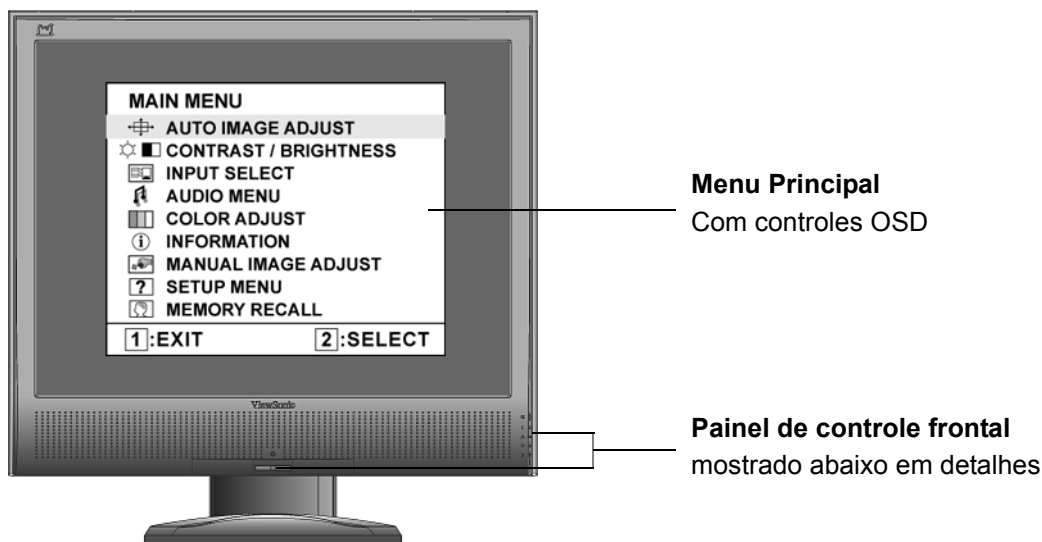 MAIN MENU
AUTO IMAGE ADJUST
CONTRAST / BRIGHTNESS
INPUT SELECT
AUDIO MENU
COLOR ADJUST
INFORMATION
MANUAL IMAGE ADJUST
? SETUP MENU
MEMORY RECALL
1:EXIT 2:SELECT
Menu Principal
Com controles OSD
ViewSonic
Painel de controle frontal
mostrado abaixo em detalhes